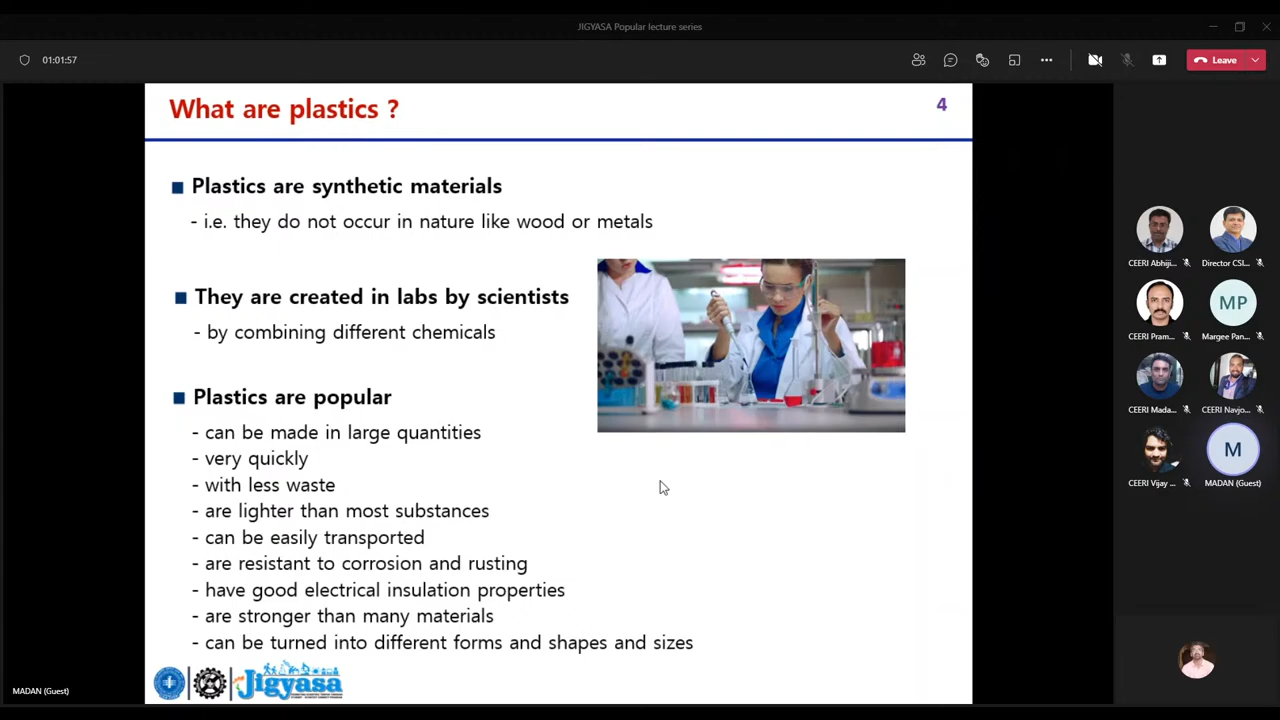 JIGYASA Popular lecture series
01:01:57
Leave
What are plastics ?
4
■ Plastics are synthetic materials
- i.e. they do not occur in nature like wood or metals
■ They are created in labs by scientists
- by combining different chemicals
■ Plastics are popular
- can be made in large quantities
- very quickly
- with less waste
- are lighter than most substances
- can be easily transported
- are resistant to corrosion and rusting
- have good electrical insulation properties
- are stronger than many materials
- can be turned into different forms and shapes and sizes
Jigyasa
MADAN (Guest)
CEERI Abhiji...
Director CSI...
MP
CEERI Pram...
Margee Pan...
CEERI Mada...
CEERI Navjo...
M
CEERI Vijay ...
MADAN (Guest)